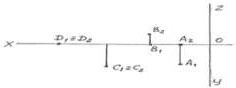 Z
B₂
X D₁≡D₂ B₁ A₂ O
A₁
C₁=C₂
Y